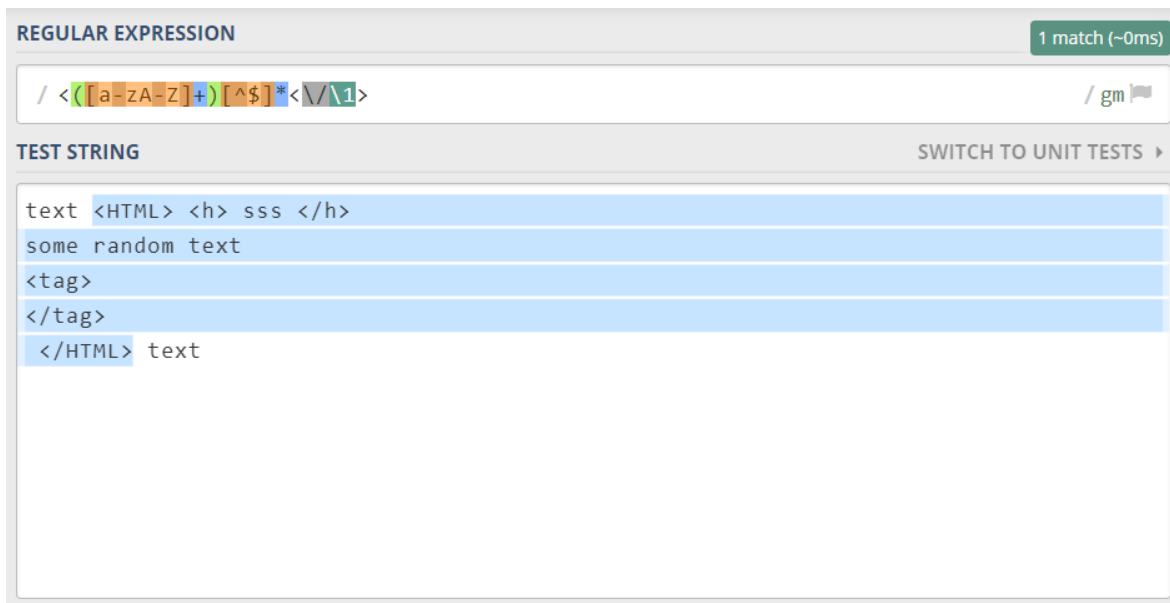 REGULAR EXPRESSION
1 match (~0ms)
/ <([a-zA-Z]+)[^$]*<\/\1>
/ gm
TEST STRING
SWITCH TO UNIT TESTS
text <HTML> <h> sss </h>
some random text
<tag>
</tag>
</HTML> text